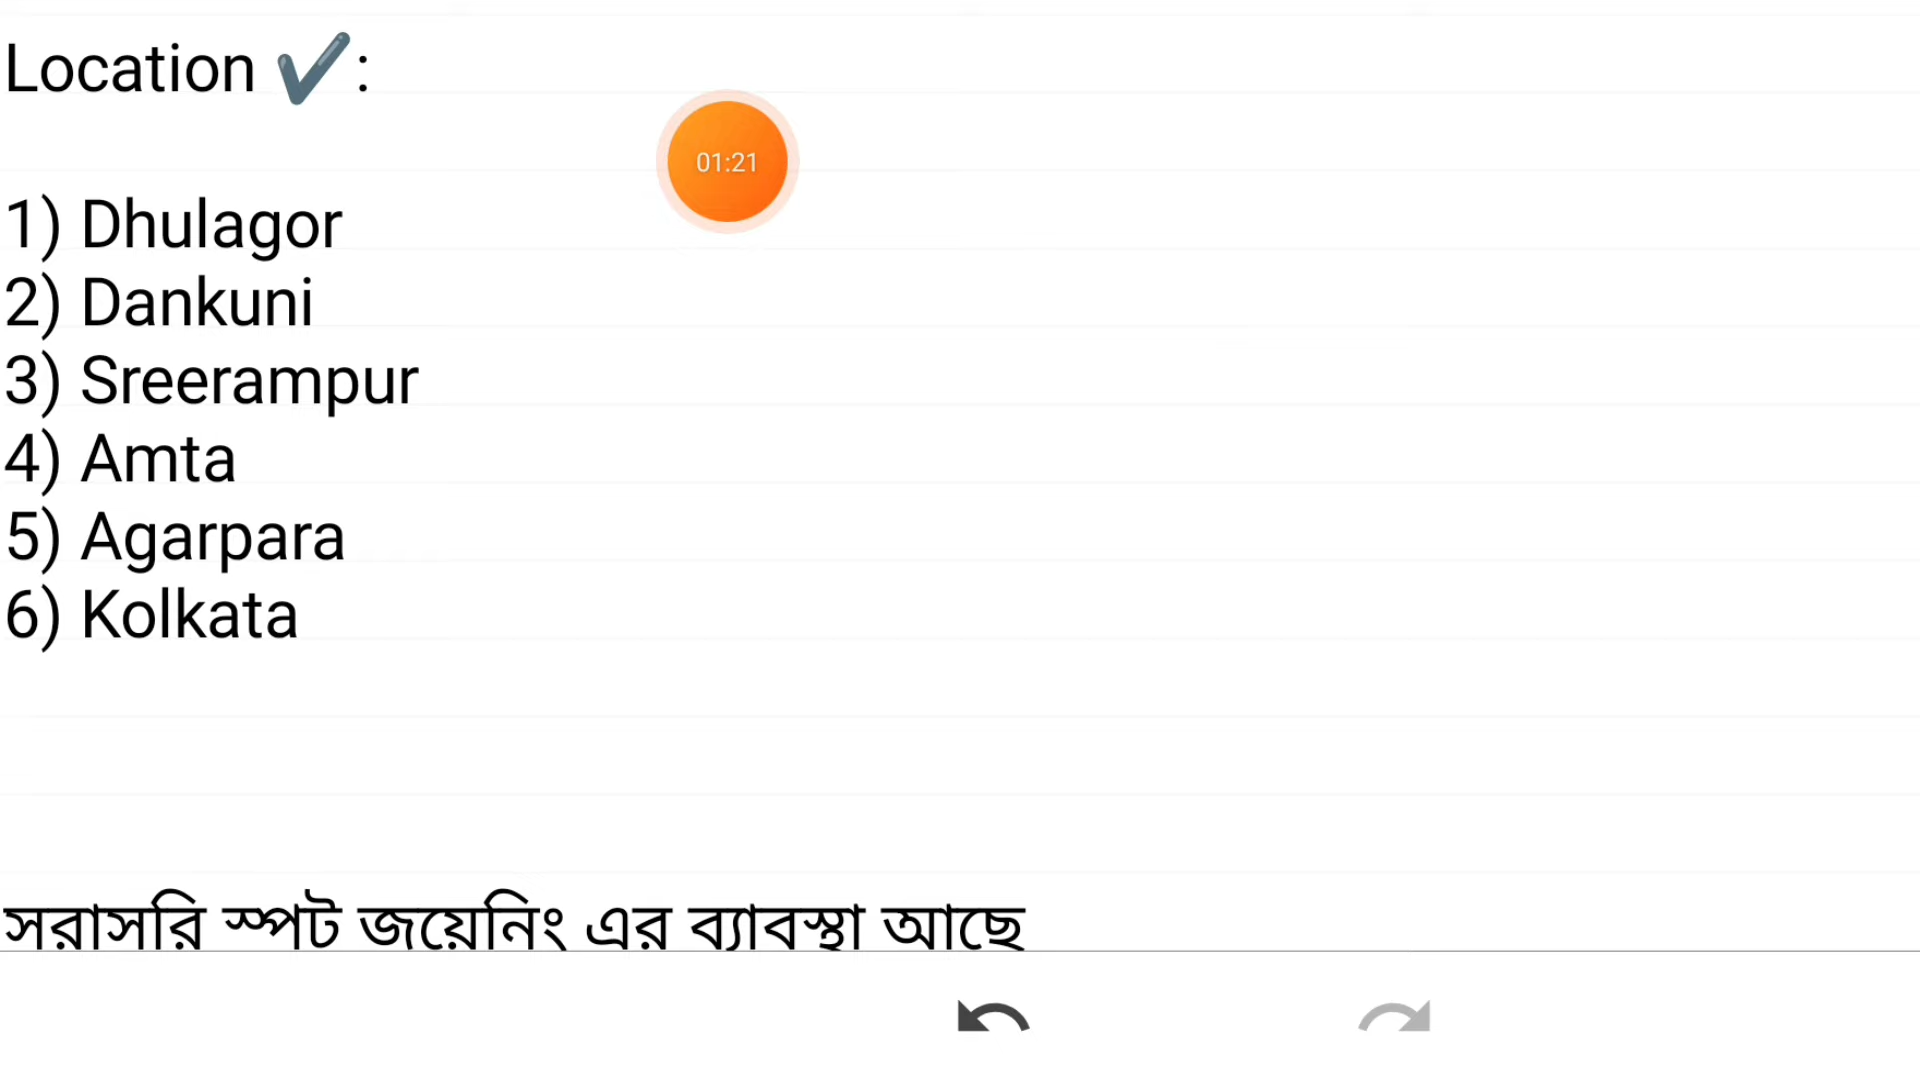 Location ✔️:
01:21
1) Dhulagor
2) Dankuni
3) Sreerampur
4) Amta
5) Agarpara
6) Kolkata
সরাসরি স্পট জয়েনিং এর ব্যাবস্থা আছে